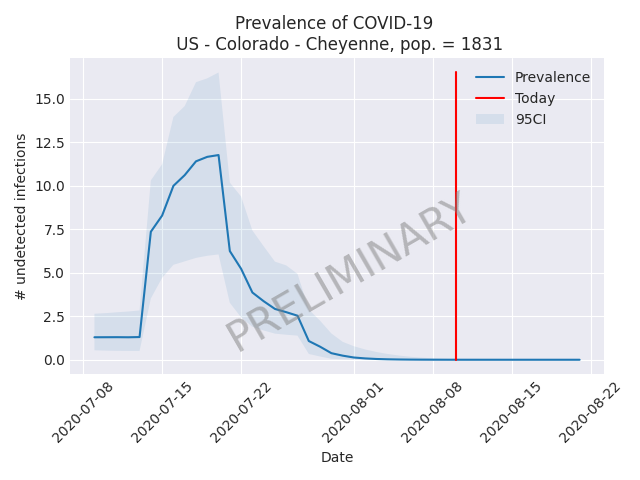 Prevalence of COVID-19
US - Colorado - Cheyenne, pop. = 1831
# undetected infections
15.0
12.5
10.0
7.5
5.0
2.5
0.0
Prevalence
Today
95CI
PRELIMINARY
2020-07-08
2020-07-15
2020-07-22
2020-08-01
2020-08-08
2020-08-15
2020-08-22
Date